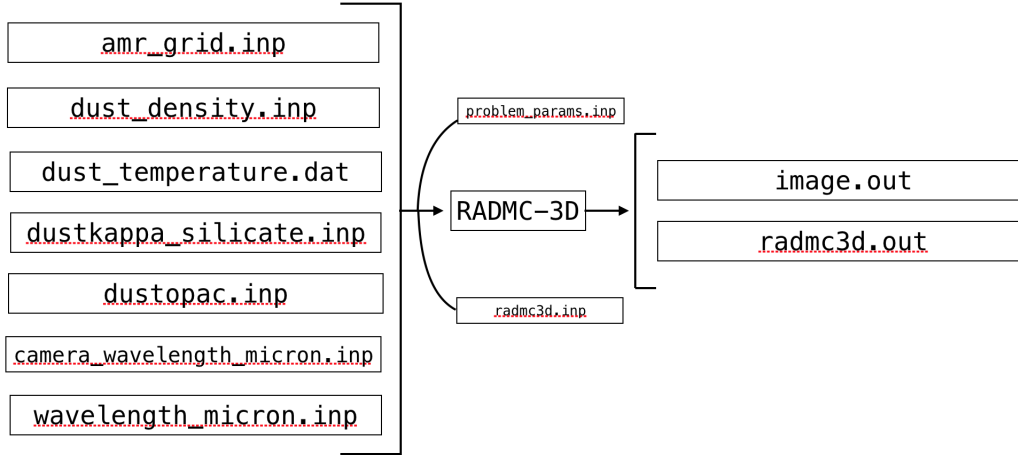 amr_grid.inp
dust_density.inp
dust_temperature.dat
dustkappa_silicate.inp
dustopac.inp
camera_wavelength_micron.inp
wavelength_micron.inp
problem_params.inp
RADMC-3D
radmc3d.inp
image.out
radmc3d.out